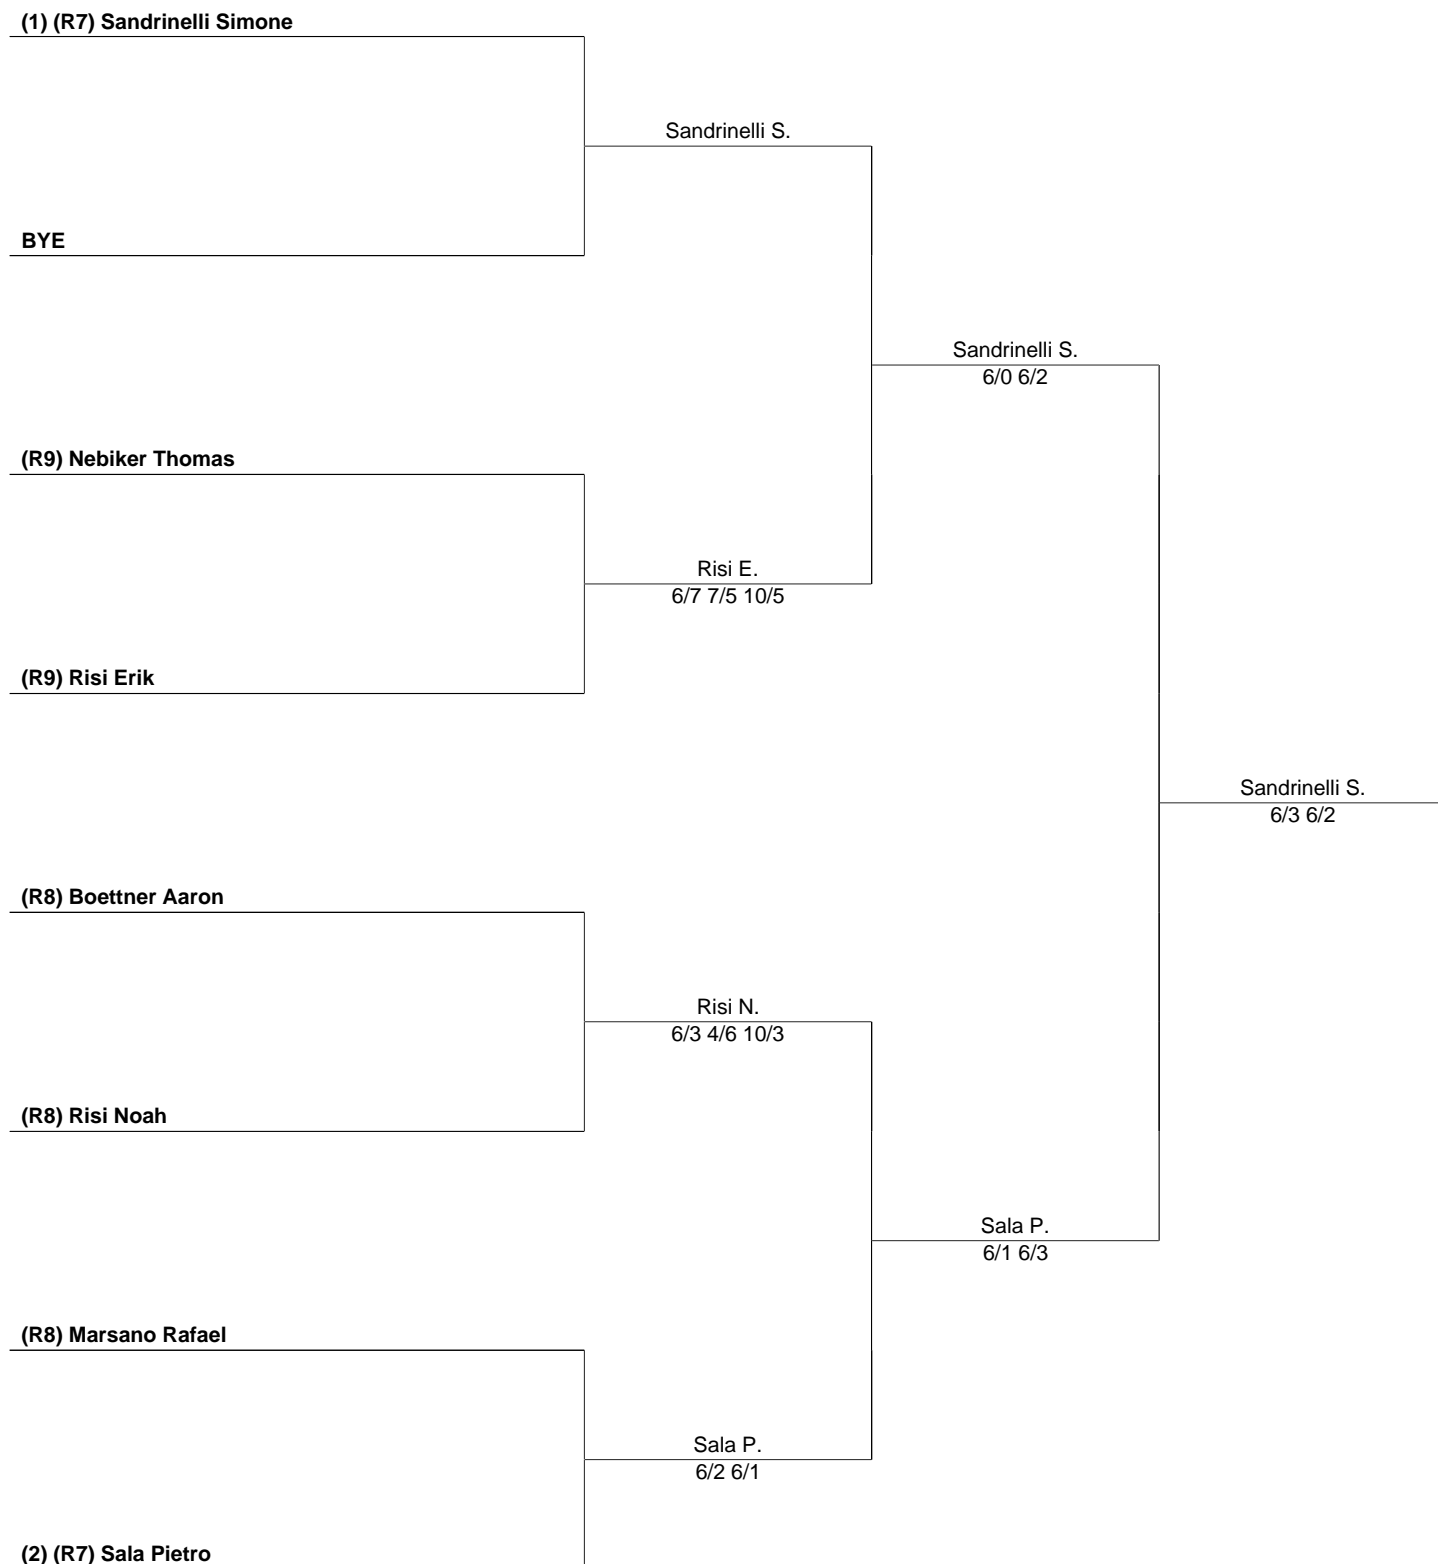 (1) (R7) Sandrinelli Simone
Sandrinelli S.
BYE
Sandrinelli S.
6/0 6/2
(R9) Nebiker Thomas
Risi E.
6/7 7/5 10/5
(R9) Risi Erik
Sandrinelli S.
6/3 6/2
(R8) Boettner Aaron
Risi N.
6/3 4/6 10/3
(R8) Risi Noah
Sala P.
6/1 6/3
(R8) Marsano Rafael
Sala P.
6/2 6/1
(2) (R7) Sala Pietro